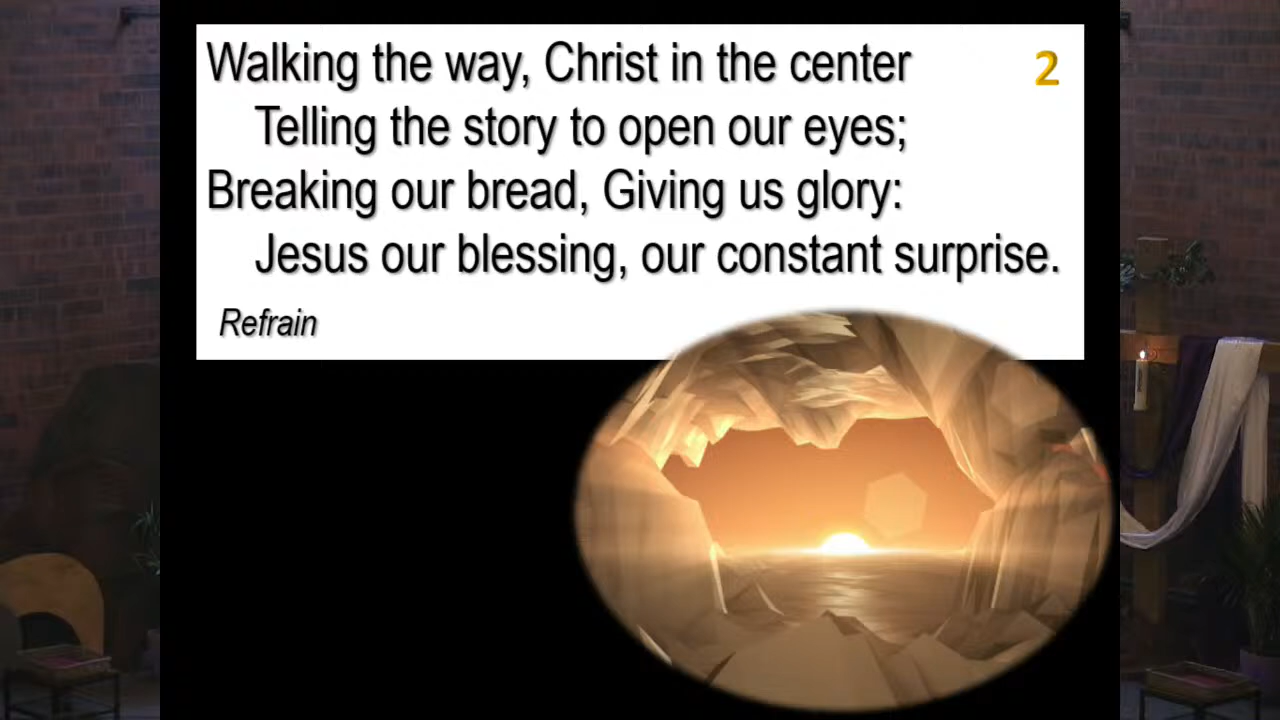 Walking the way, Christ in the center 2
Telling the story to open our eyes;
Breaking our bread, Giving us glory:
Jesus our blessing, our constant surprise.
Refrain